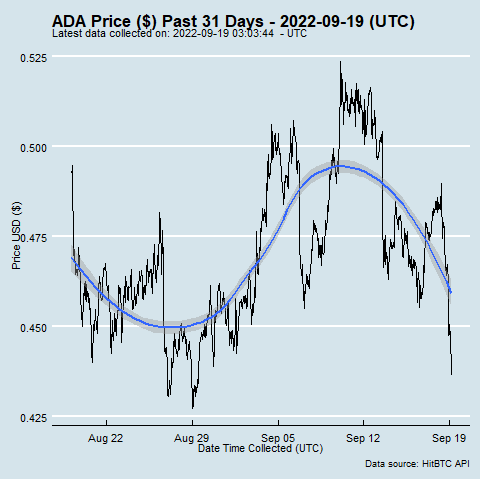 ADA Price ($) Past 31 Days - 2022-09-19 (UTC)
Latest data collected on: 2022-09-19 03:03:44 - UTC
0.525
0.500
0.475
0.450
0.425
Price USD ($)
Aug 22 Aug 29 Sep 05 Sep 12 Sep 19
Date Time Collected (UTC)
Data source: HitBTC API